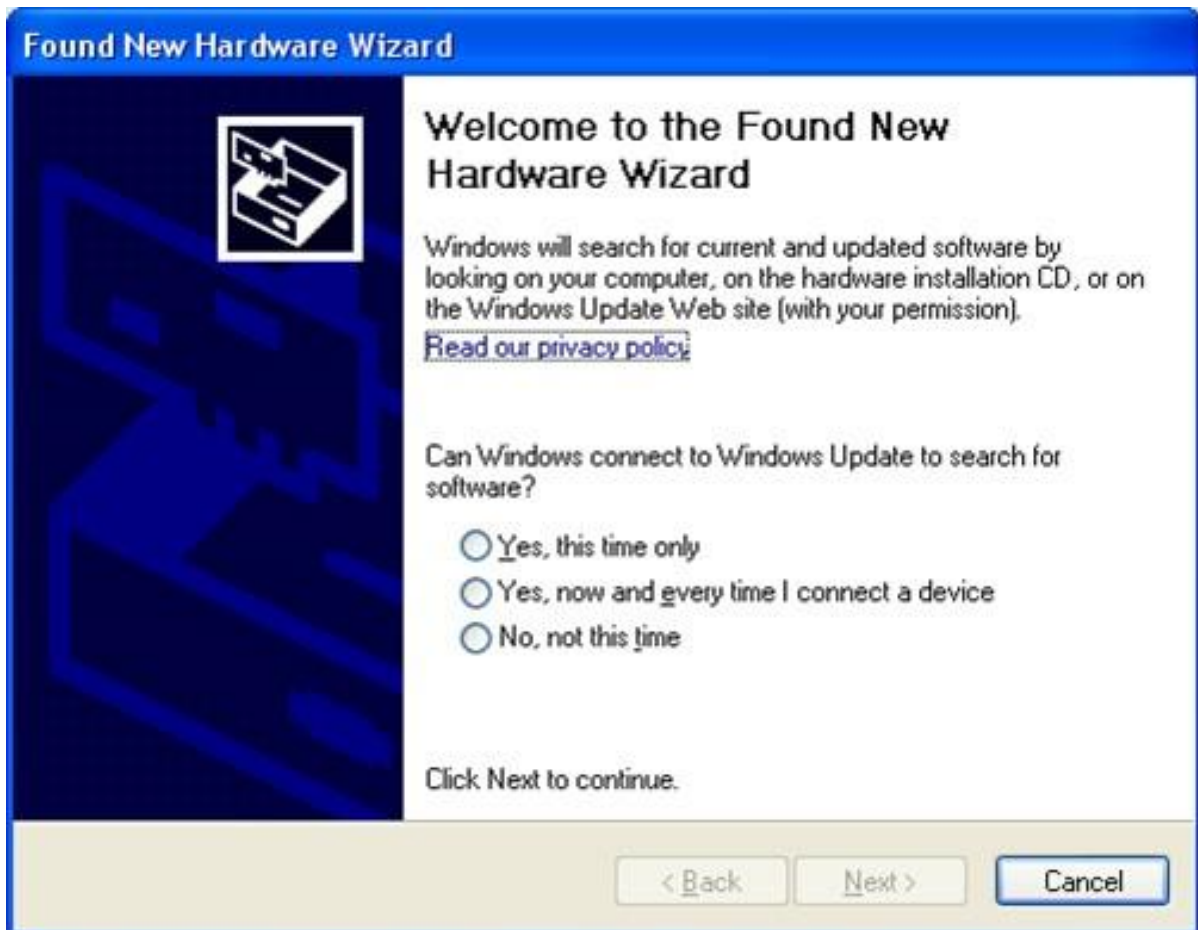 Found New Hardware Wizard
Welcome to the Found New
Hardware Wizard
Windows will search for current and updated software by
looking on your computer, on the hardware installation CD, or on
the Windows Update Web site (with your permission).
Read our privacy policy
Can Windows connect to Windows Update to search for
software?
Yes, this time only
Yes, now and every time I connect a device
No, not this time
Click Next to continue.
< Back
Next >
Cancel